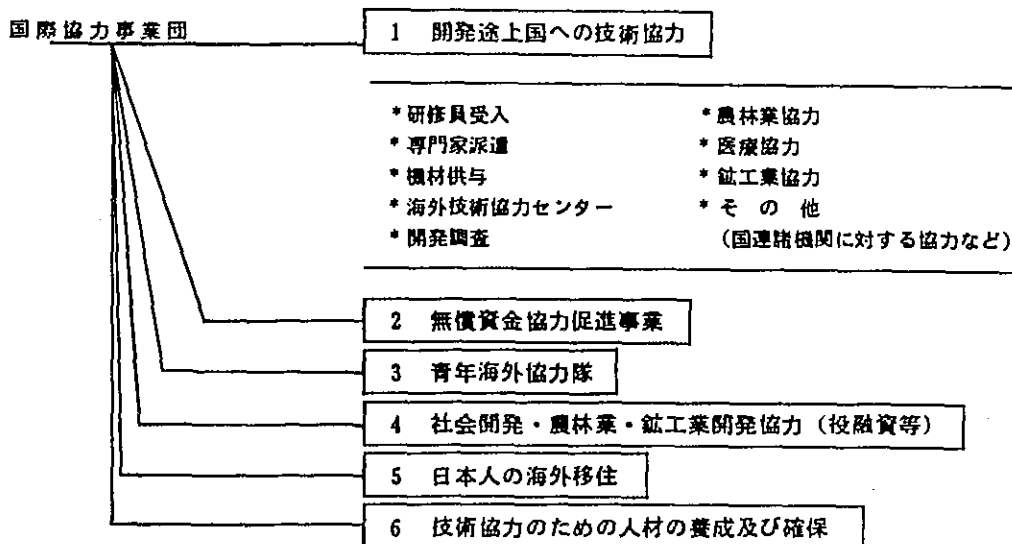 国際協力事業団
1 開発途上国への技術協力
*研修員受入
*専門家派遣
*機材供与
*海外技術協力センター
*開発調査
*農林業協力
*医療協力
*鉱工業協力
*その他
(国連諸機関に対する協力など)
2 無償資金協力促進事業
3 青年海外協力隊
4 社会開発・農林業・鉱工業開発協力(投融資等)
5 日本人の海外移住
6 技術協力のための人材の養成及び確保